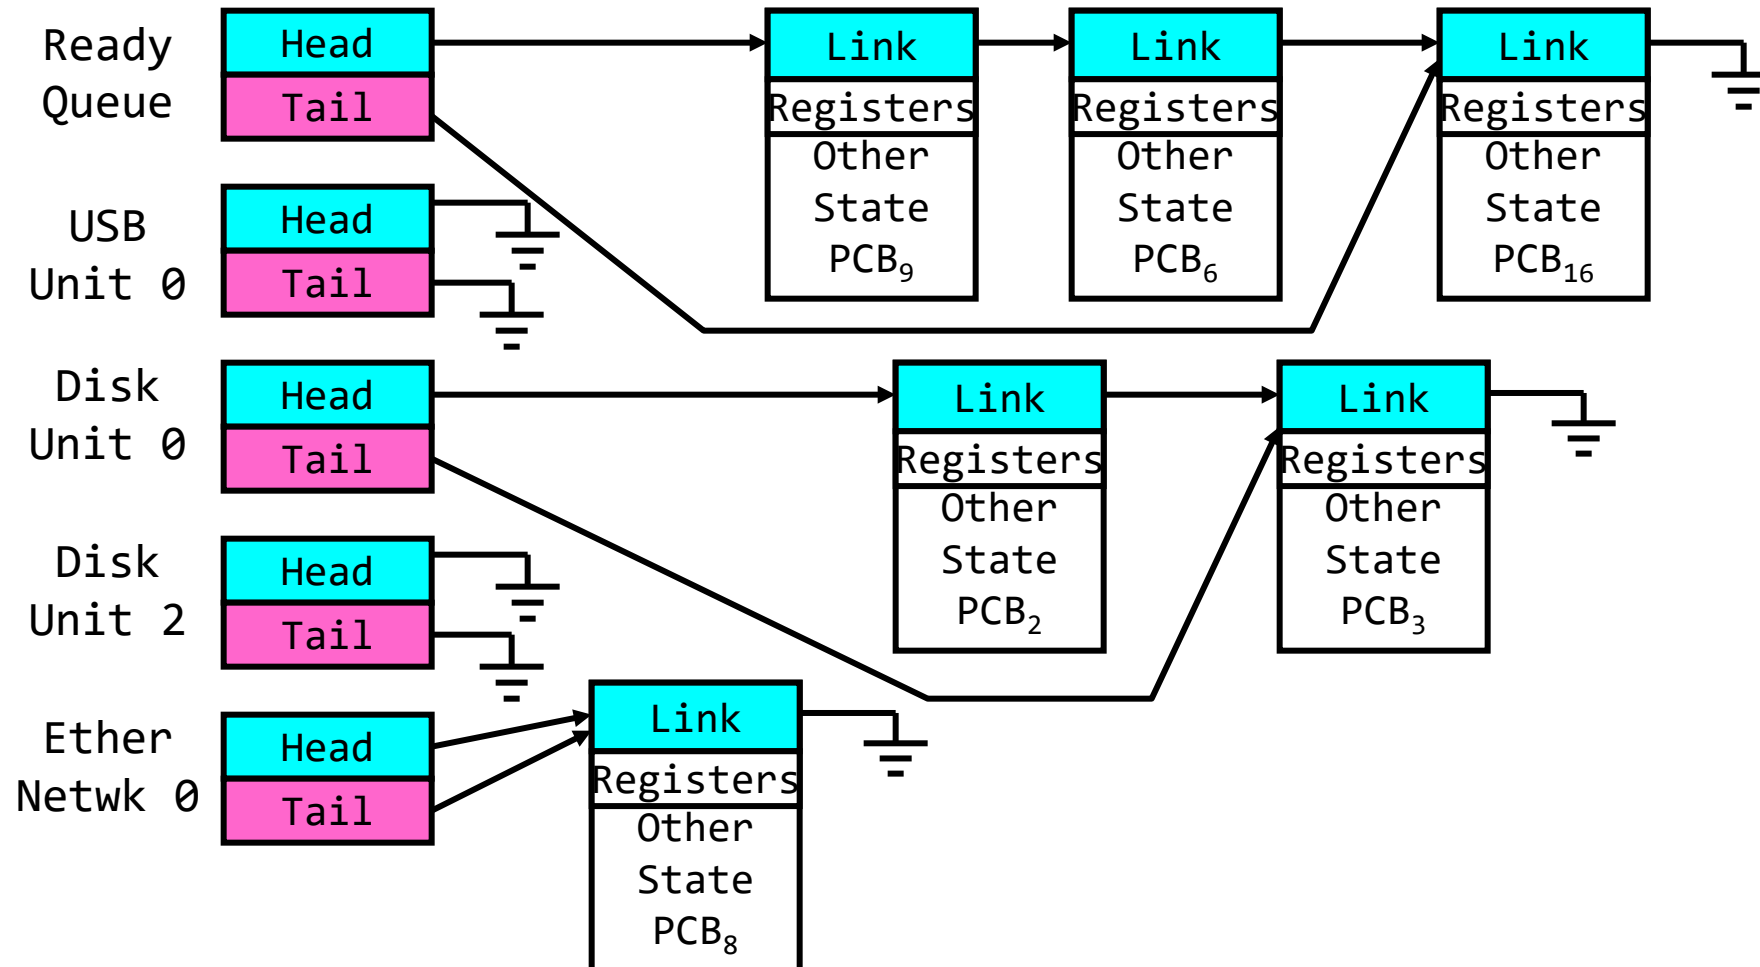 Ready
Queue
Head
Tail
Link
Registers
Other
State
PCB₉
Link
Registers
Other
State
PCB₆
Link
Registers
Other
State
PCB₁₆
USB
Unit 0
Head
Tail
Disk
Unit 0
Head
Tail
Link
Registers
Other
State
PCB₂
Link
Registers
Other
State
PCB₃
Disk
Unit 2
Head
Tail
Ether
Netwk 0
Head
Tail
Link
Registers
Other
State
PCB₈